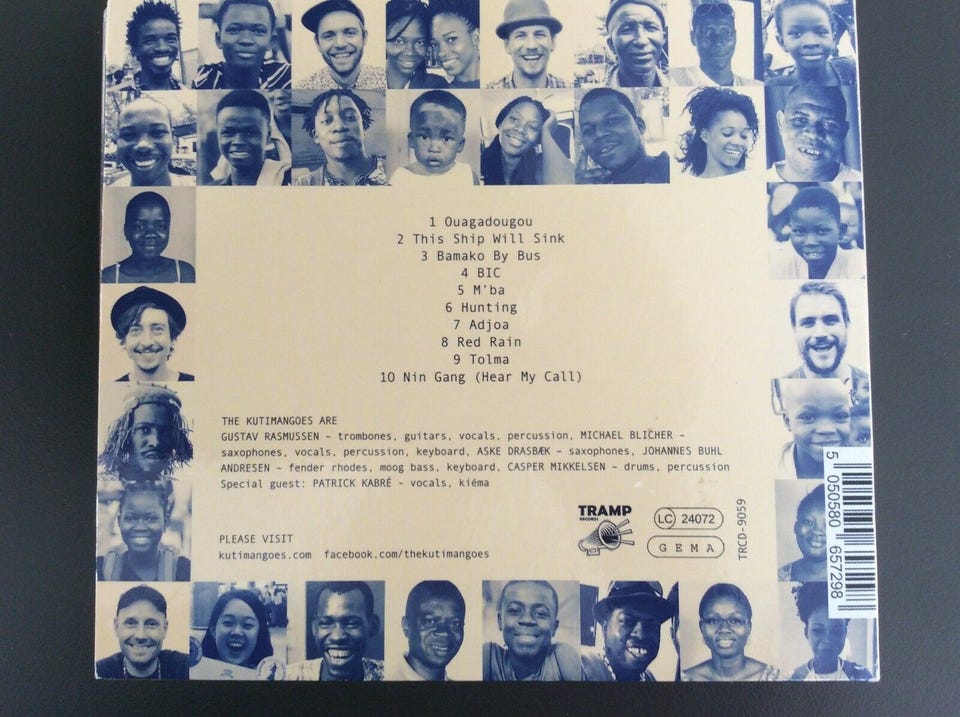 1 Ouagadougou
2 This Ship Will Sink
3 Bamako By Bus
4 BIC
5 M'ba
6 Hunting
7 Adjoa
8 Red Rain
9 Tolma
10 Nin Gang (Hear My Call)
THE KUTIMANGOES ARE
GUSTAV RASMUSSEN – trombones, guitars, vocals, percussion, MICHAEL BLICHER –
saxophones, vocals, percussion, keyboard, ASKE DRASBÆK – saxophones, JOHANNES BUHL
ANDRESEN – fender rhodes, moog bass, keyboard, CASPER MIKKELSEN – drums, percussion
Special guest: PATRICK KABRÉ - vocals, kiéma
PLEASE VISIT
kutimangoes.com facebook.com/thekutimangoes
TRAMP
RECORDS
LC 24072
GEMA
TRCD-9059
5 050580 657298